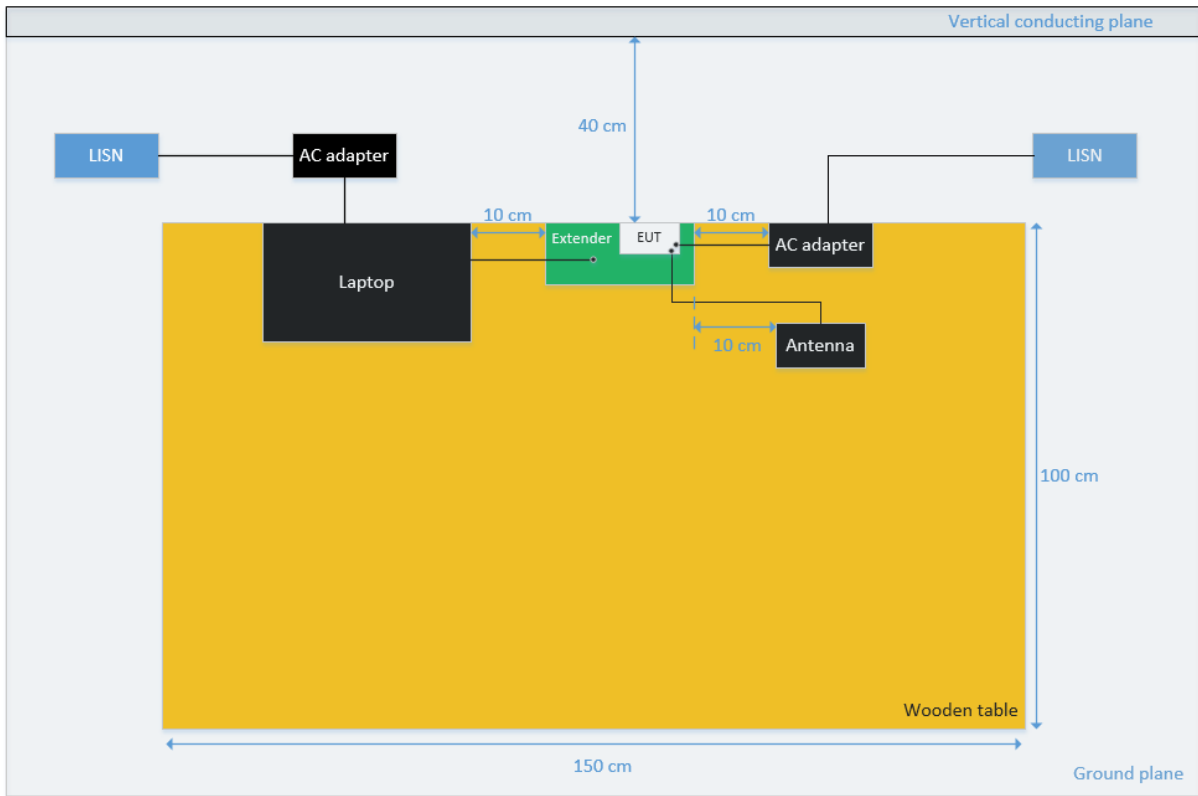 Vertical conducting plane
40 cm
LISN
AC adapter
LISN
10 cm
10 cm
Extender
EUT
AC adapter
Laptop
10 cm
Antenna
100 cm
Wooden table
150 cm
Ground plane